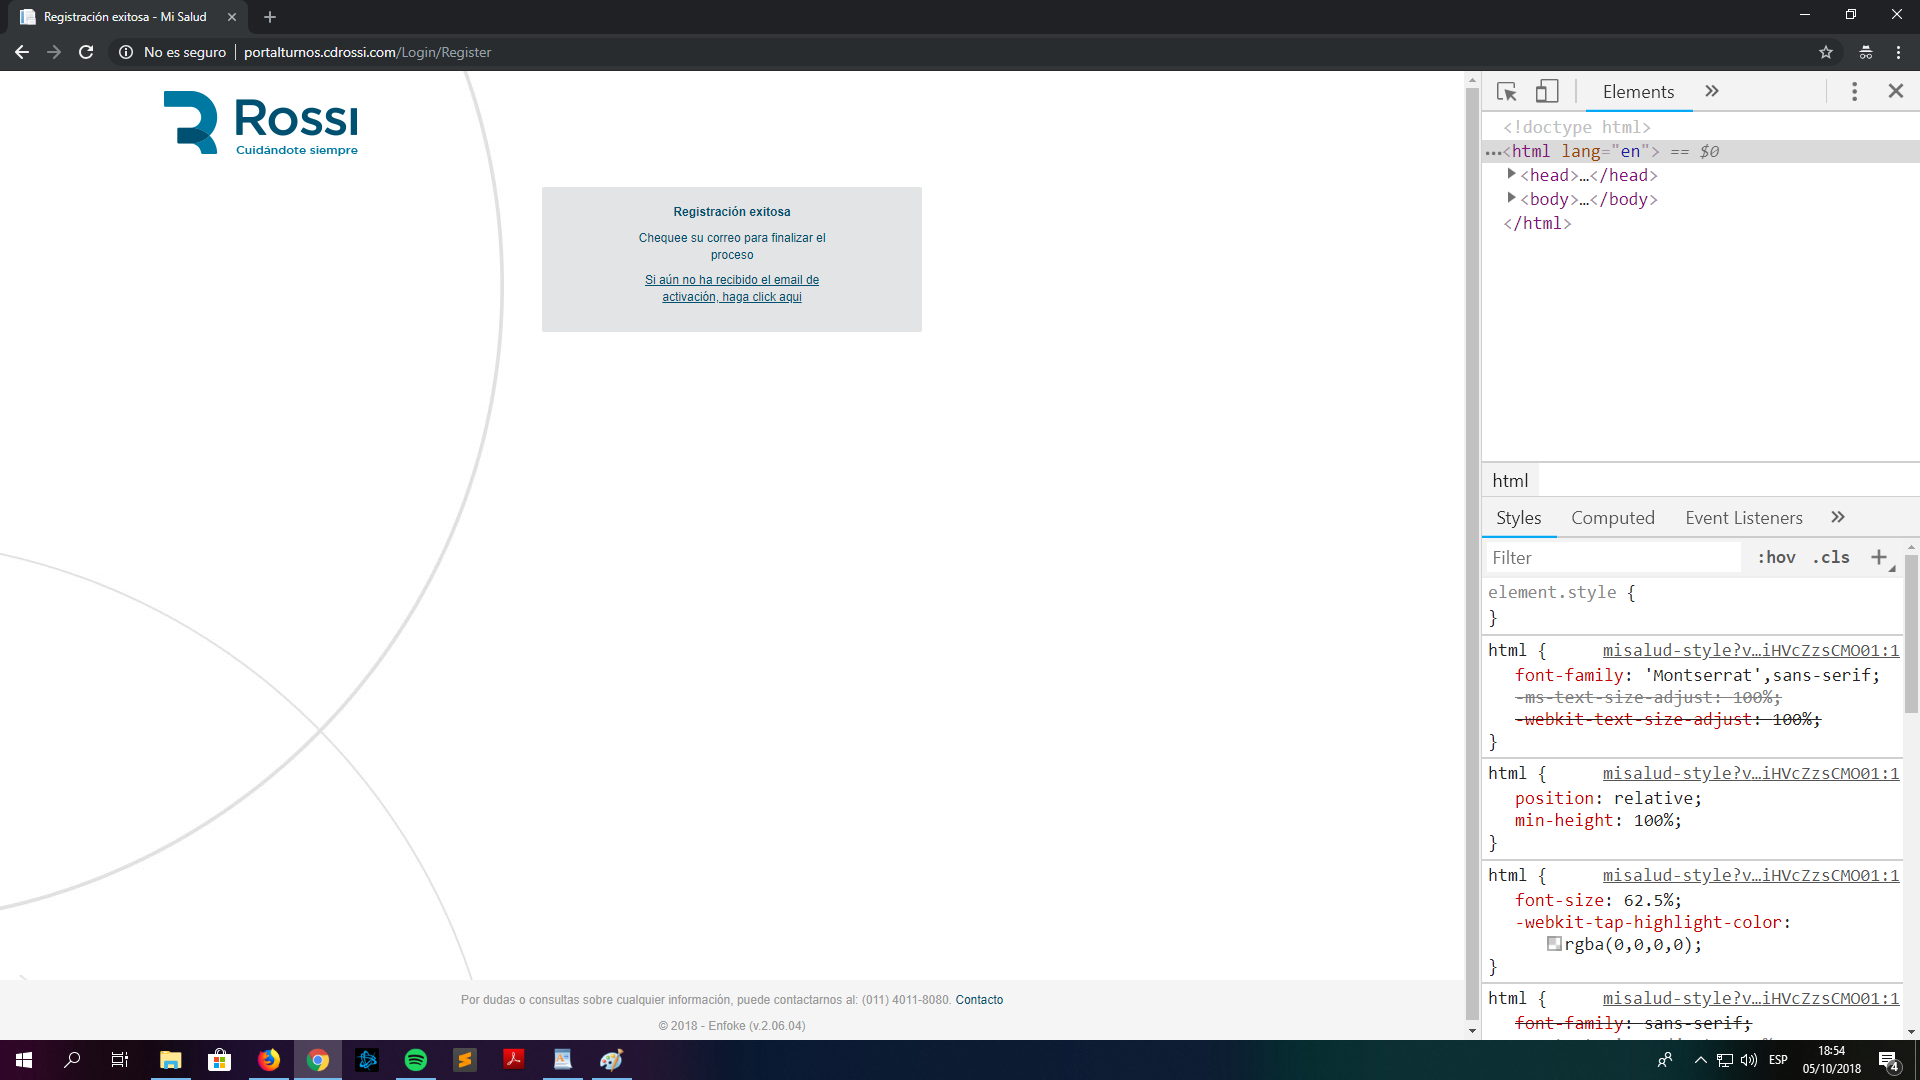 Registración exitosa - Mi Salud
No es seguro | portalturnos.cdrossi.com/Login/Register
Rossi
Cuidándote siempre
Registración exitosa
Chequee su correo para finalizar el
proceso
Si aún no ha recibido el email de
activación, haga click aqui
Por dudas o consultas sobre cualquier información, puede contactarnos al: (011) 4011-8080. Contacto
© 2018 - Enfoke (v.2.06.04)
Elements »
<!doctype html>
…<html lang="en"> == $0
<head>…</head>
<body>…</body>
</html>
html
Styles Computed Event Listeners »
Filter :hov .cls +
element.style {
}
html { misalud-style?v…iHVcZzsCMO01:1
font-family: 'Montserrat',sans-serif;
-ms-text-size-adjust: 100%;
-webkit-text-size-adjust: 100%;
}
html { misalud-style?v…iHVcZzsCMO01:1
position: relative;
min-height: 100%;
}
html { misalud-style?v…iHVcZzsCMO01:1
font-size: 62.5%;
-webkit-tap-highlight-color:
rgba(0,0,0,0);
}
html { misalud-style?v…iHVcZzsCMO01:1
font-family: sans-serif;
ESP
18:54
05/10/2018
4